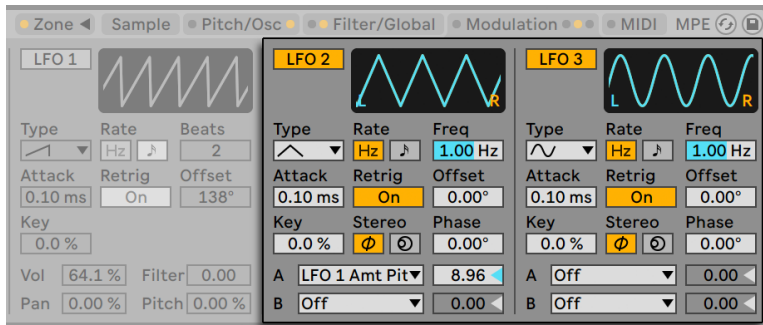 Zone Sample Pitch/Osc Filter/Global Modulation MIDI MPE
LFO 1 LFO 2 L R LFO 3 L R
Type Rate Beats Type Rate Freq Type Rate Freq
Hz 2 Hz 1.00 Hz Hz 1.00 Hz
Attack Retrig Offset Attack Retrig Offset Attack Retrig Offset
0.10 ms On 138° 0.10 ms On 0.00° 0.10 ms On 0.00°
Key Key Stereo Phase Key Stereo Phase
0.0 % 0.0 % 0.00° 0.0 % 0.00°
Vol 64.1 % Filter 0.00 A LFO 1 Amt Pit 8.96 A Off 0.00
Pan 0.00 % Pitch 0.00 % B Off 0.00 B Off 0.00